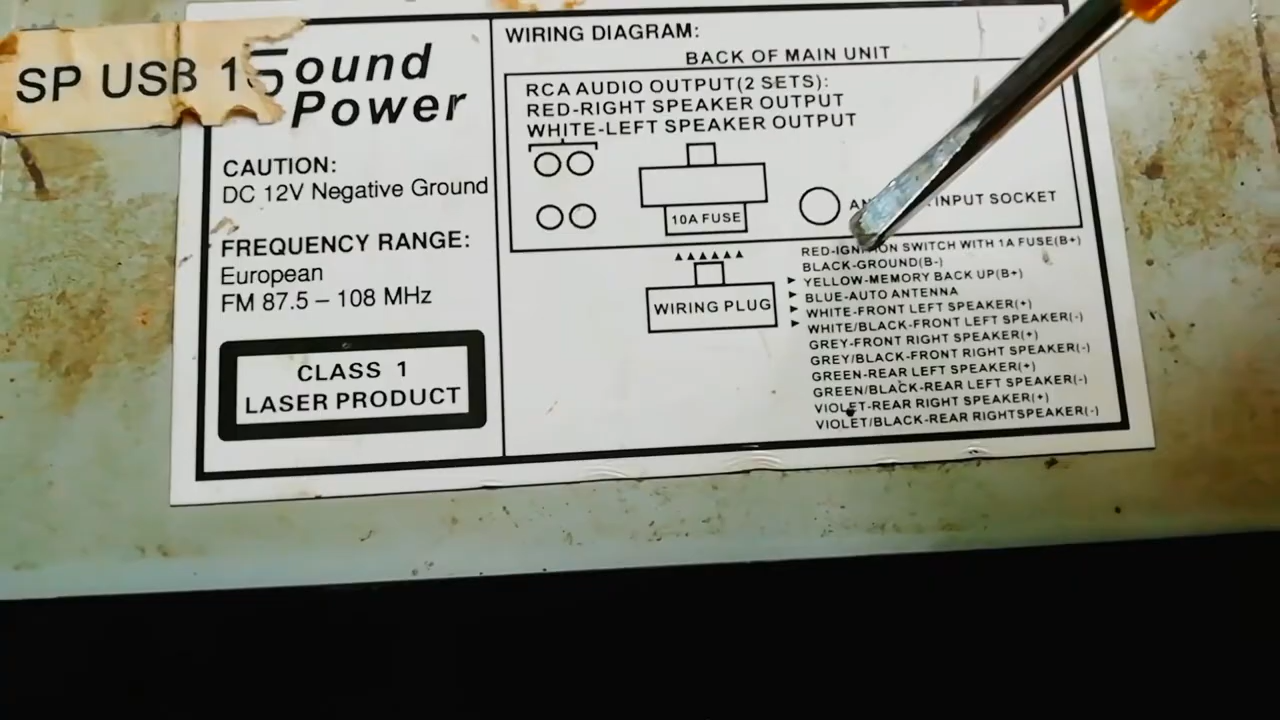 SP USB 15
Sound
Power
CAUTION:
DC 12V Negative Ground
FREQUENCY RANGE:
European
FM 87.5 – 108 MHz
CLASS 1
LASER PRODUCT
WIRING DIAGRAM:
BACK OF MAIN UNIT
RCA AUDIO OUTPUT(2 SETS):
RED-RIGHT SPEAKER OUTPUT
WHITE-LEFT SPEAKER OUTPUT
10A FUSE
INPUT SOCKET
WIRING PLUG
RED-IGNITION SWITCH WITH 1A FUSE(B+)
BLACK-GROUND(B-)
YELLOW-MEMORY BACK UP(B+)
BLUE-AUTO ANTENNA
WHITE-FRONT LEFT SPEAKER(+)
WHITE/BLACK-FRONT LEFT SPEAKER(-)
GREY-FRONT RIGHT SPEAKER(+)
GREY/BLACK-FRONT RIGHT SPEAKER(-)
GREEN-REAR LEFT SPEAKER(+)
GREEN/BLACK-REAR LEFT SPEAKER(-)
VIOLET-REAR RIGHT SPEAKER(+)
VIOLET/BLACK-REAR RIGHTSPEAKER(-)